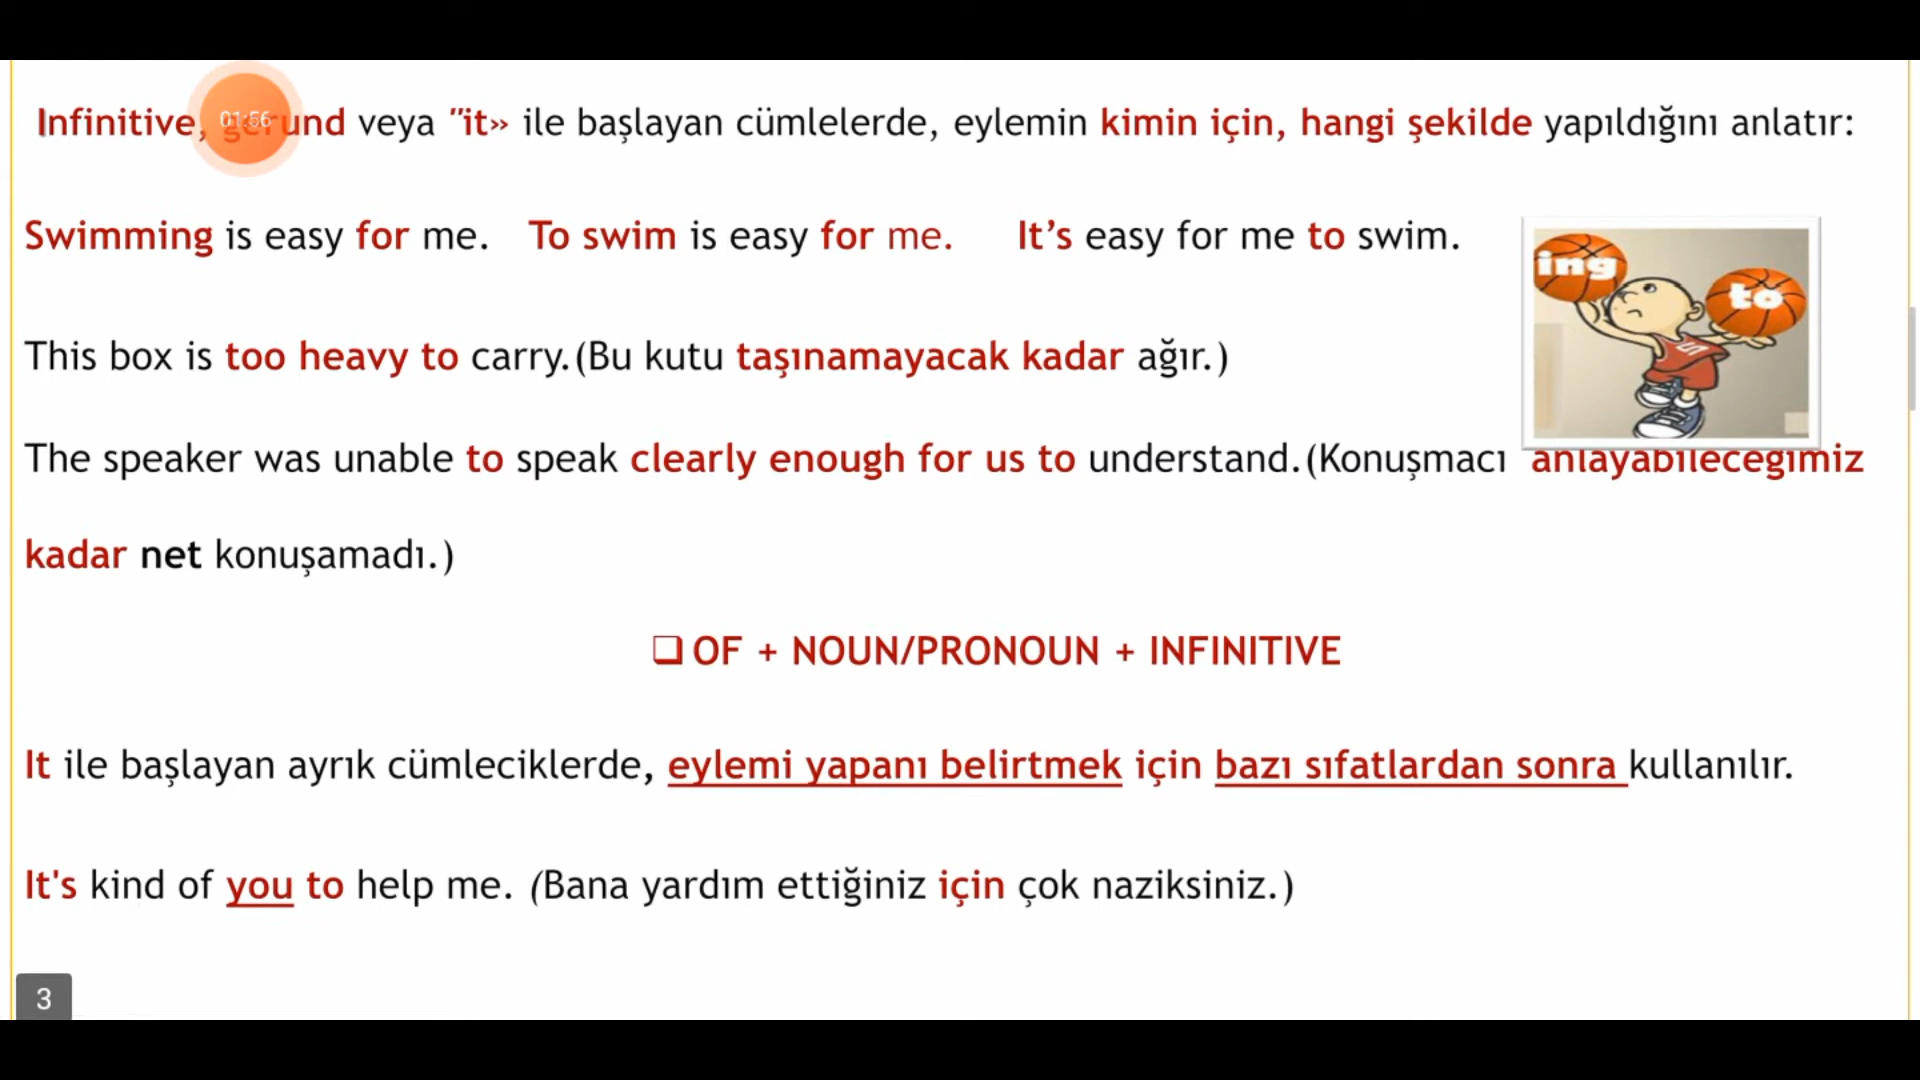 Infinitive, gerund veya "it» ile başlayan cümlelerde, eylemin kimin için, hangi şekilde yapıldığını anlatır:
01:56
Swimming is easy for me. To swim is easy for me. It’s easy for me to swim.
ing
to
This box is too heavy to carry.(Bu kutu taşınamayacak kadar ağır.)
The speaker was unable to speak clearly enough for us to understand.(Konuşmacı anlayabileceğimiz
kadar net konuşamadı.)
❑ OF + NOUN/PRONOUN + INFINITIVE
It ile başlayan ayrık cümleciklerde, eylemi yapanı belirtmek için bazı sıfatlardan sonra kullanılır.
It's kind of you to help me. (Bana yardım ettiğiniz için çok naziksiniz.)
3